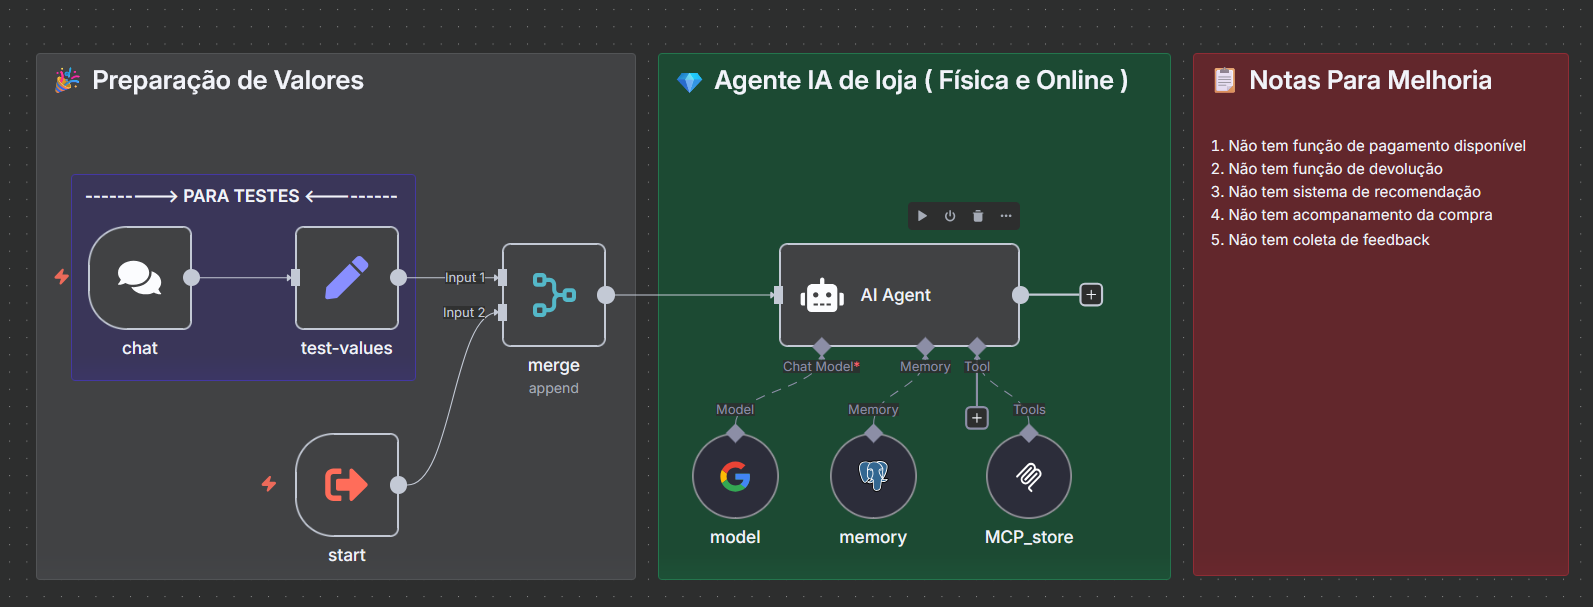 Preparação de Valores
------——> PARA TESTES <——------
chat
test-values
Input 1
Input 2
merge
append
start
Agente IA de loja ( Física e Online )
AI Agent
Chat Model*
Memory
Tool
Model
Memory
Tools
model
memory
MCP_store
Notas Para Melhoria
1. Não tem função de pagamento disponível
2. Não tem função de devolução
3. Não tem sistema de recomendação
4. Não tem acompanamento da compra
5. Não tem coleta de feedback